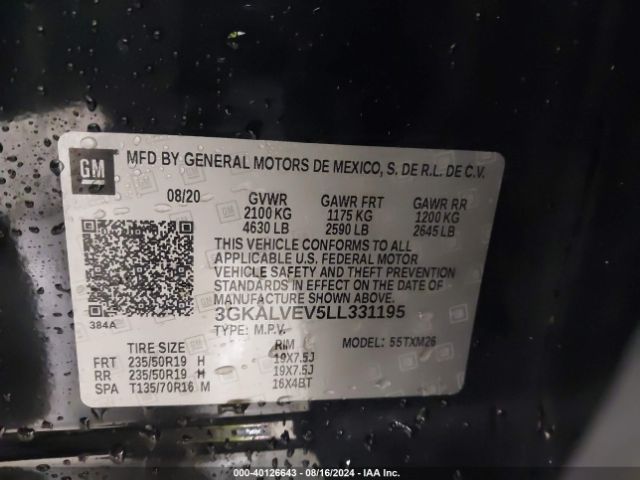 GM
MFD BY GENERAL MOTORS DE MEXICO, S. DE R.L. DE C.V.
08/20 GVWR GAWR FRT GAWR RR
2100 KG 1175 KG 1200 KG
4630 LB 2590 LB 2645 LB
THIS VEHICLE CONFORMS TO ALL
APPLICABLE U.S. FEDERAL MOTOR
VEHICLE SAFETY AND THEFT PREVENTION
STANDARDS IN EFFECT ON THE DATE OF
MANUFACTURE SHOWN ABOVE.
384A
3GKALVEV5LL331195
TYPE: M.P.V. MODEL: 55TXM26
TIRE SIZE RIM
FRT 235/50R19 H 19X7.5J
RR 235/50R19 H 19X7.5J
SPA T135/70R16 M 16X4BT
000-40126643 - 08/16/2024 - IAA Inc.